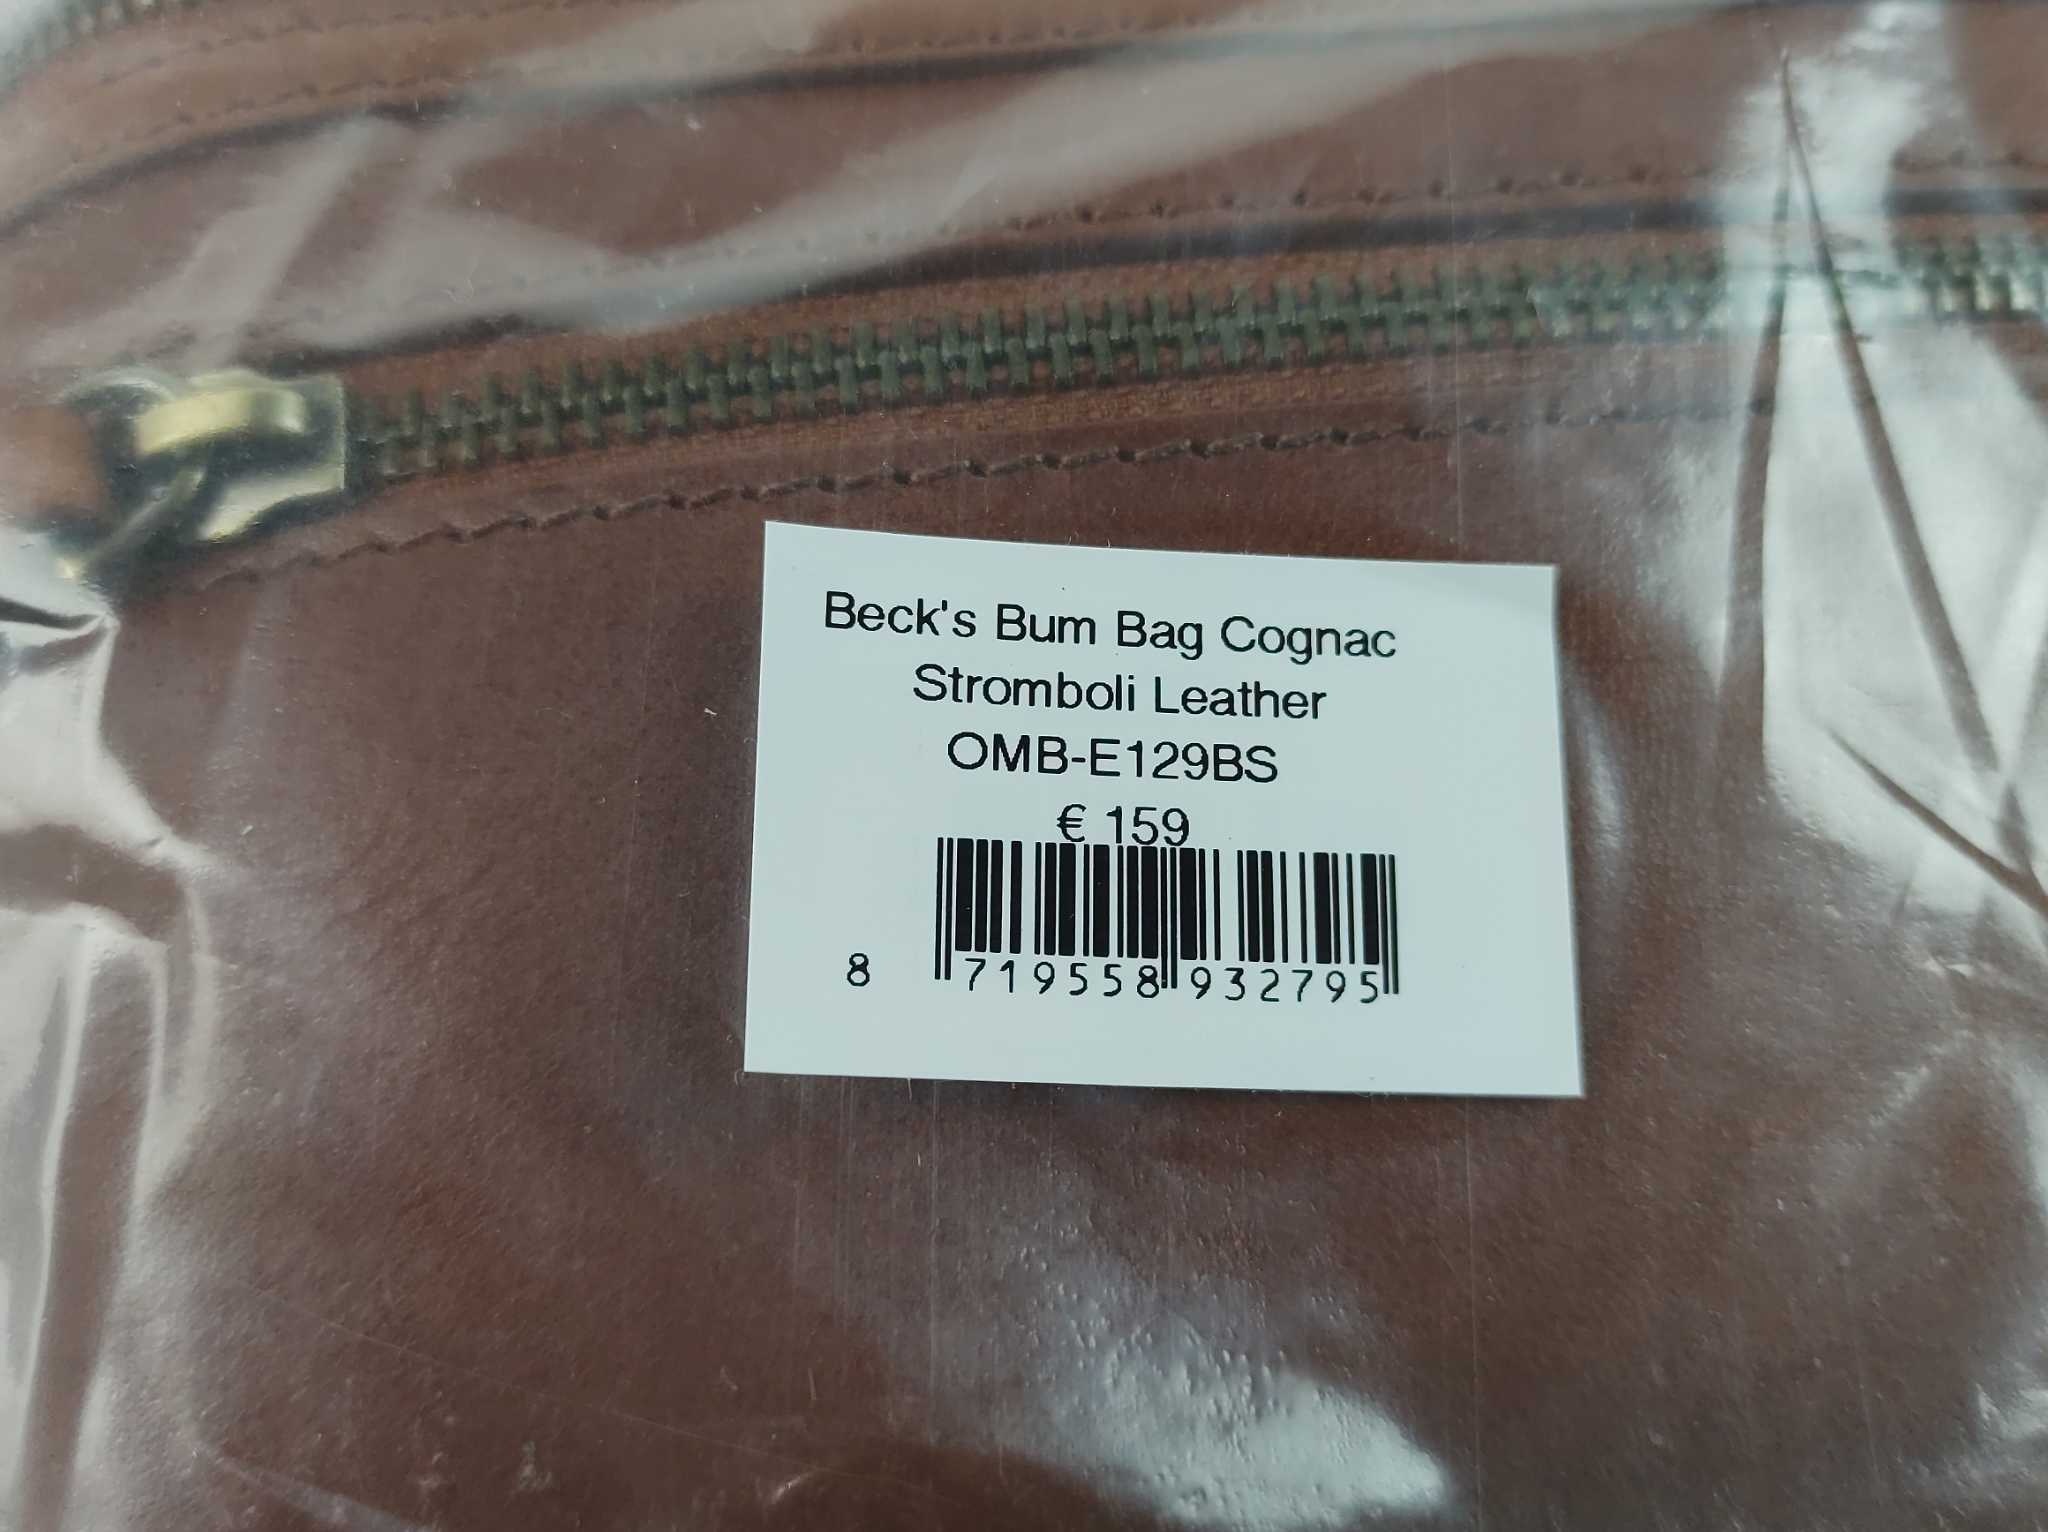 Beck's Bum Bag Cognac
Stromboli Leather
OMB-E129BS
€ 159
8 719558 932795